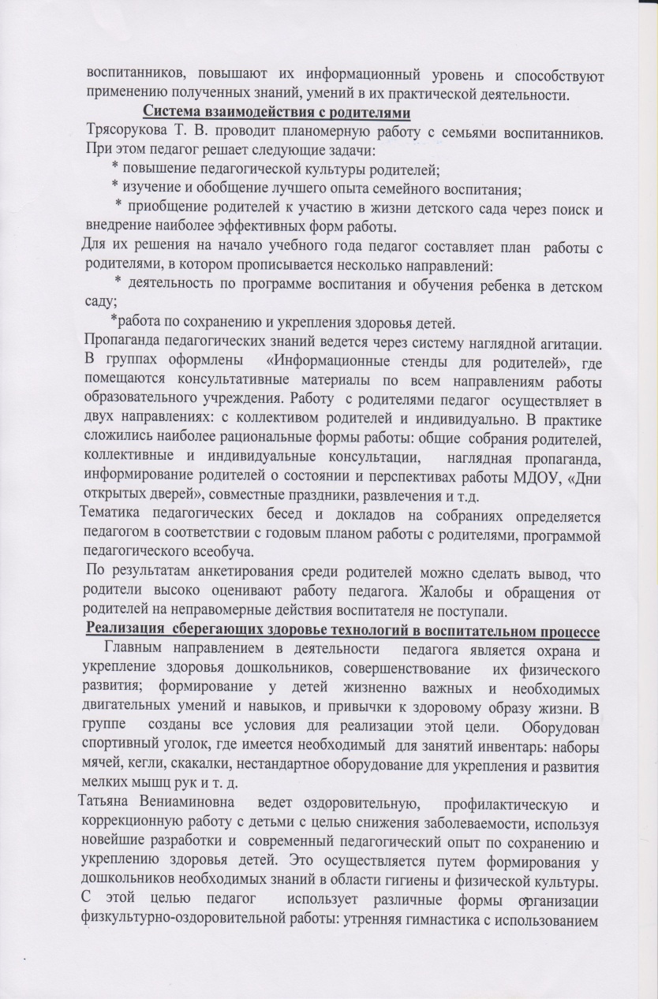 воспитанников, повышают их информационный уровень и способствуют
применению полученных знаний, умений в их практической деятельности.
Система взаимодействия с родителями
Трясорукова Т. В. проводит планомерную работу с семьями воспитанников.
При этом педагог решает следующие задачи:
* повышение педагогической культуры родителей;
* изучение и обобщение лучшего опыта семейного воспитания;
* приобщение родителей к участию в жизни детского сада через поиск и
внедрение наиболее эффективных форм работы.
Для их решения на начало учебного года педагог составляет план работы с
родителями, в котором прописывается несколько направлений:
* деятельность по программе воспитания и обучения ребенка в детском
саду;
*работа по сохранению и укрепления здоровья детей.
Пропаганда педагогических знаний ведется через систему наглядной агитации.
В группах оформлены «Информационные стенды для родителей», где
помещаются консультативные материалы по всем направлениям работы
образовательного учреждения. Работу с родителями педагог осуществляет в
двух направлениях: с коллективом родителей и индивидуально. В практике
сложились наиболее рациональные формы работы: общие собрания родителей,
коллективные и индивидуальные консультации, наглядная пропаганда,
информирование родителей о состоянии и перспективах работы МДОУ, «Дни
открытых дверей», совместные праздники, развлечения и т.д.
Тематика педагогических бесед и докладов на собраниях определяется
педагогом в соответствии с годовым планом работы с родителями, программой
педагогического всеобуча.
По результатам анкетирования среди родителей можно сделать вывод, что
родители высоко оценивают работу педагога. Жалобы и обращения от
родителей на неправомерные действия воспитателя не поступали.
Реализация сберегающих здоровье технологий в воспитательном процессе
Главным направлением в деятельности педагога является охрана и
укрепление здоровья дошкольников, совершенствование их физического
развития; формирование у детей жизненно важных и необходимых
двигательных умений и навыков, и привычки к здоровому образу жизни. В
группе созданы все условия для реализации этой цели. Оборудован
спортивный уголок, где имеется необходимый для занятий инвентарь: наборы
мячей, кегли, скакалки, нестандартное оборудование для укрепления и развития
мелких мышц рук и т. д.
Татьяна Вениаминовна ведет оздоровительную, профилактическую и
коррекционную работу с детьми с целью снижения заболеваемости, используя
новейшие разработки и современный педагогический опыт по сохранению и
укреплению здоровья детей. Это осуществляется путем формирования у
дошкольников необходимых знаний в области гигиены и физической культуры.
С этой целью педагог использует различные формы организации
физкультурно-оздоровительной работы: утренняя гимнастика с использованием